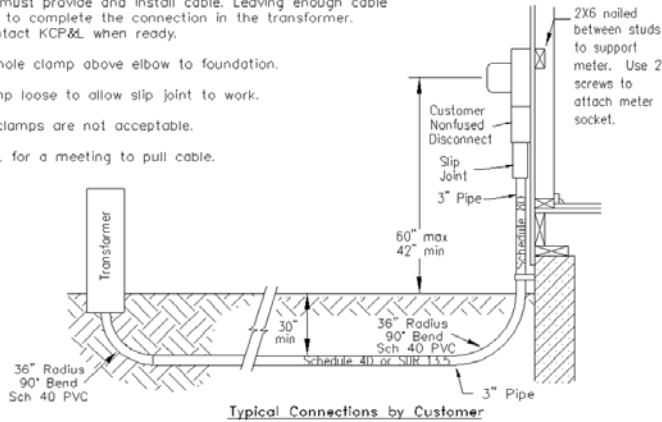 must provide and install cable. Leaving enough cable
to complete the connection in the transformer.
ntact KCP&L when ready.
hole clamp above elbow to foundation.
mp loose to allow slip joint to work.
clamps are not acceptable.
for a meeting to pull cable.
2X6 nailed
between studs
to support
meter. Use 2
screws to
attach meter
socket.
Customer
Nonfused
Disconnect
Slip
Joint
3" Pipe
Schedule 80
60" max
42" min
Transformer
30"
min
36" Radius
90° Bend
Sch 40 PVC
36" Radius
90° Bend
Sch 40 PVC
Schedule 40 or SDR 13.5
3" Pipe
Typical Connections by Customer